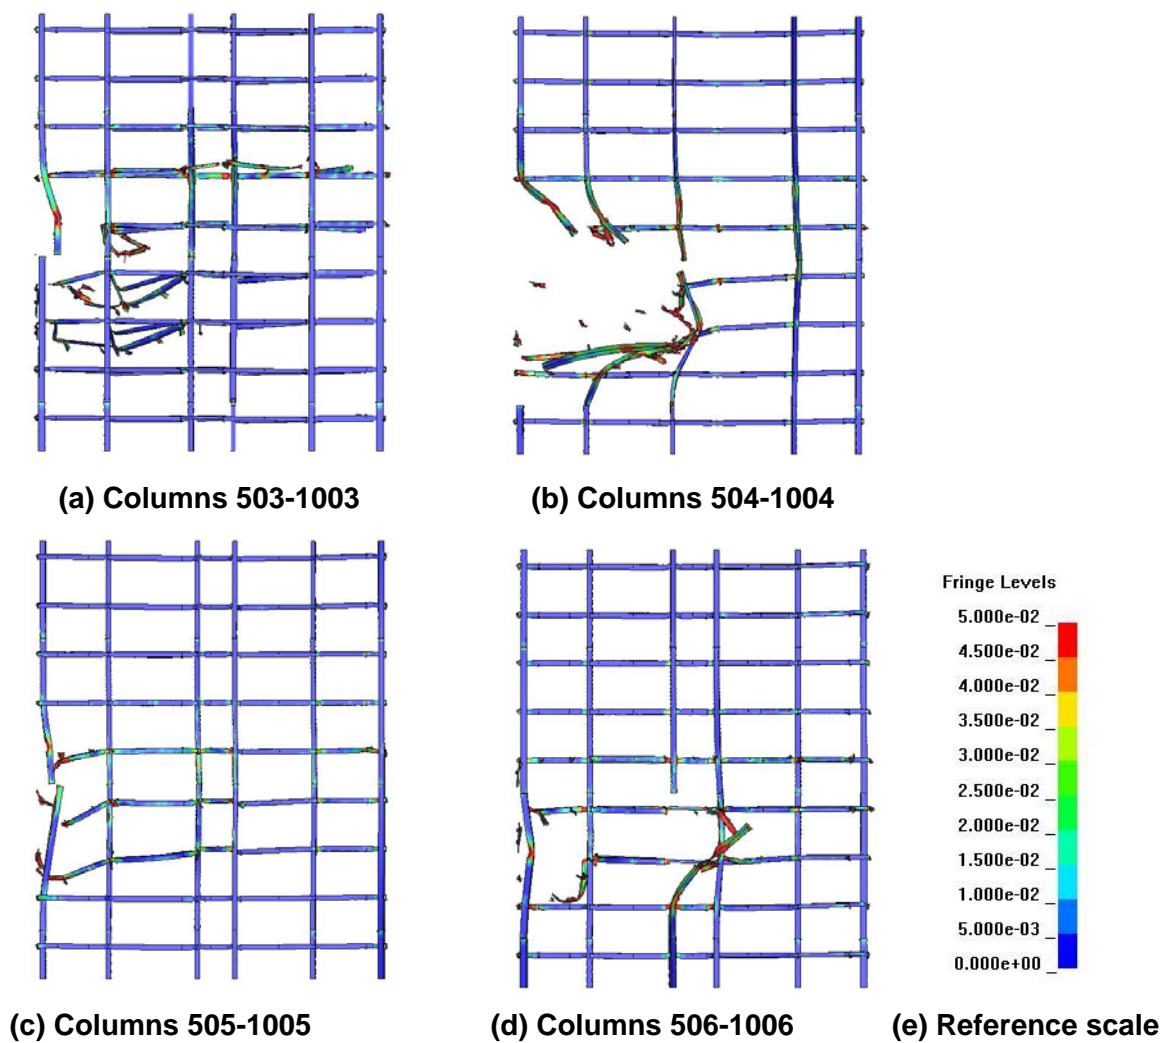 (a) Columns 503-1003
(b) Columns 504-1004
Fringe Levels
5.000e-02
4.500e-02
4.000e-02
3.500e-02
3.000e-02
2.500e-02
2.000e-02
1.500e-02
1.000e-02
5.000e-03
0.000e+00
(c) Columns 505-1005
(d) Columns 506-1006
(e) Reference scale